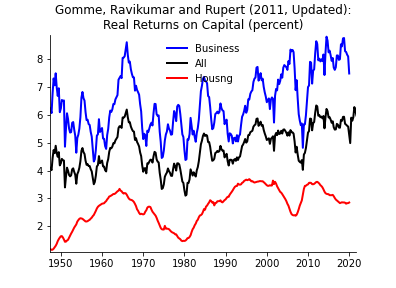 Gomme, Ravikumar and Rupert (2011, Updated):
Real Returns on Capital (percent)
Business
All
Housng
8
7
6
5
4
3
2
1950 1960 1970 1980 1990 2000 2010 2020